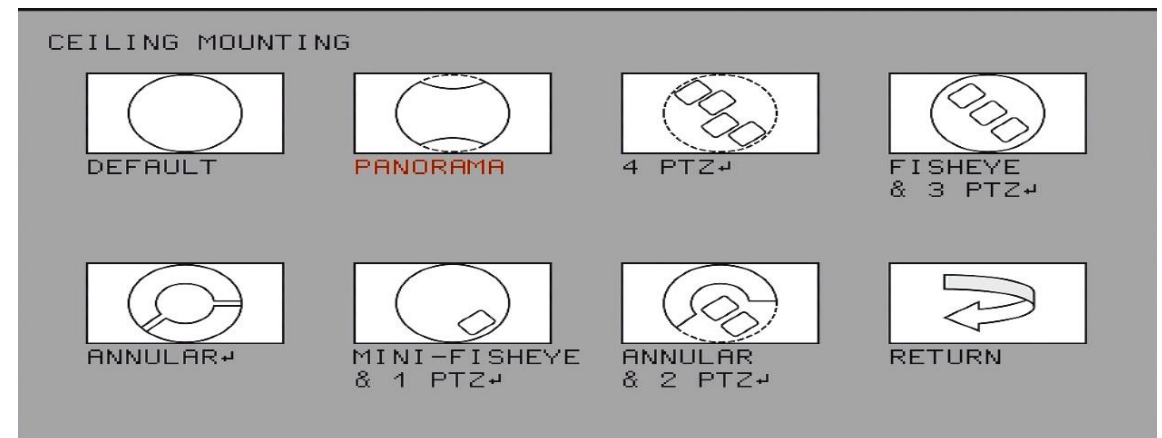 CEILING MOUNTING
DEFAULT
PANORAMA
4 PTZ↵
FISHEYE
& 3 PTZ↵
ANNULAR↵
MINI-FISHEYE
& 1 PTZ↵
ANNULAR
& 2 PTZ↵
RETURN